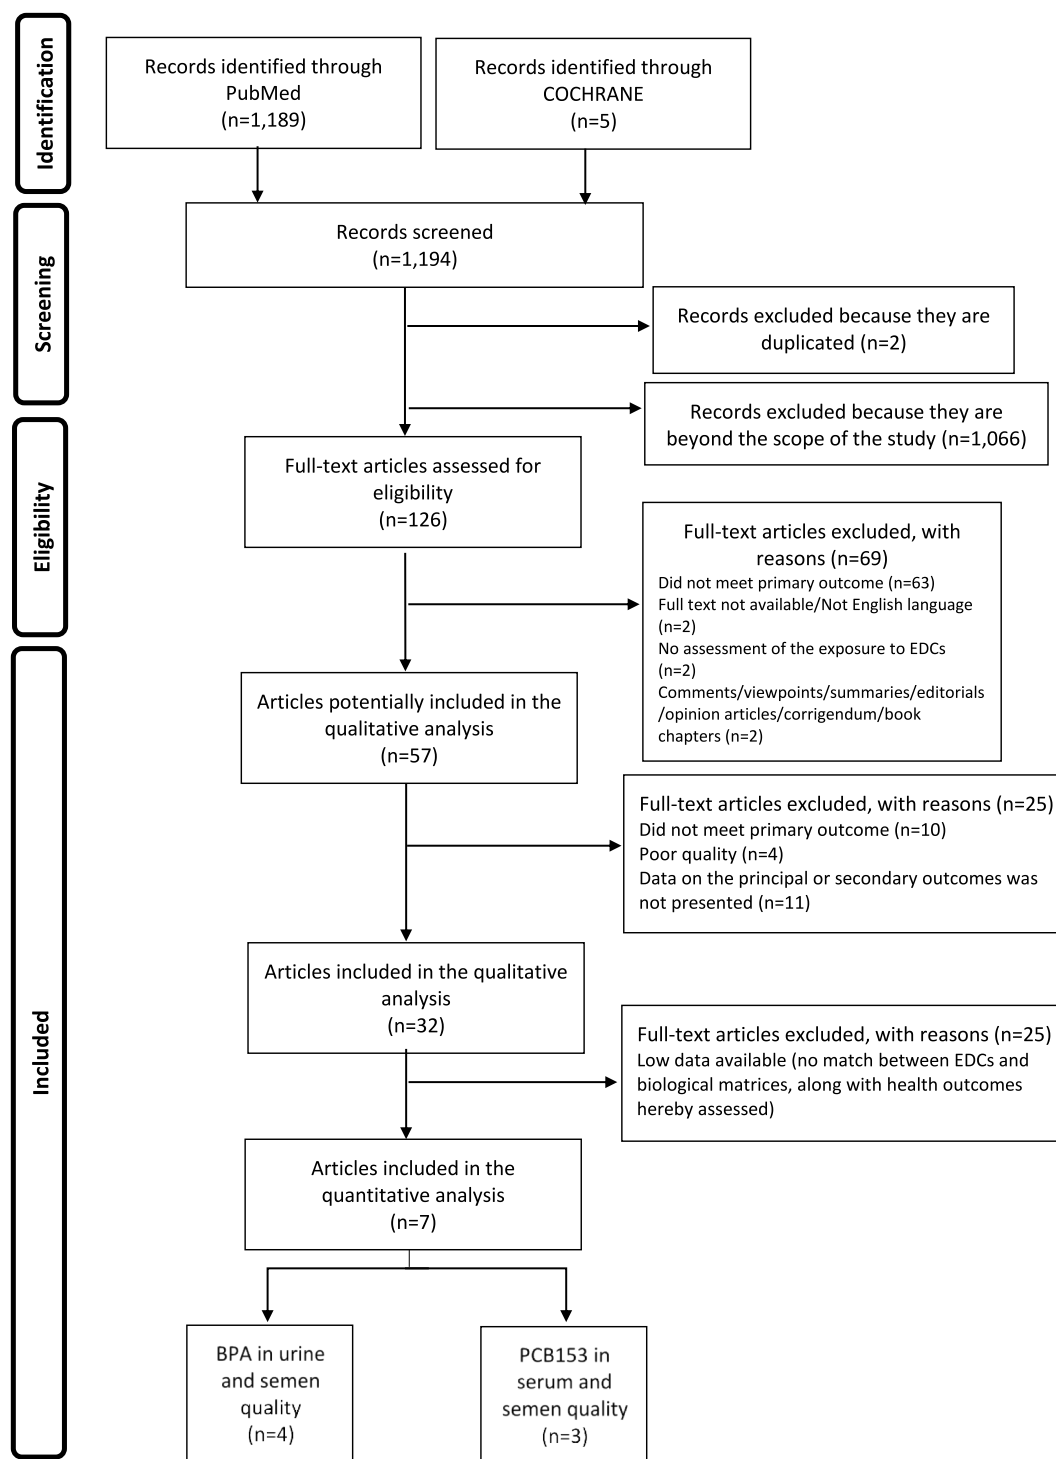 Identification
Records identified through
PubMed
(n=1,189)
Records identified through
COCHRANE
(n=5)
Screening
Records screened
(n=1,194)
Records excluded because they are
duplicated (n=2)
Records excluded because they are
beyond the scope of the study (n=1,066)
Eligibility
Full-text articles assessed for
eligibility
(n=126)
Full-text articles excluded, with
reasons (n=69)
Did not meet primary outcome (n=63)
Full text not available/Not English language
(n=2)
No assessment of the exposure to EDCs
(n=2)
Comments/viewpoints/summaries/editorials
/opinion articles/corrigendum/book
chapters (n=2)
Included
Articles potentially included in the
qualitative analysis
(n=57)
Full-text articles excluded, with reasons (n=25)
Did not meet primary outcome (n=10)
Poor quality (n=4)
Data on the principal or secondary outcomes was
not presented (n=11)
Articles included in the qualitative
analysis
(n=32)
Full-text articles excluded, with reasons (n=25)
Low data available (no match between EDCs and
biological matrices, along with health outcomes
hereby assessed)
Articles included in the
quantitative analysis
(n=7)
BPA in urine
and semen
quality
(n=4)
PCB153 in
serum and
semen quality
(n=3)